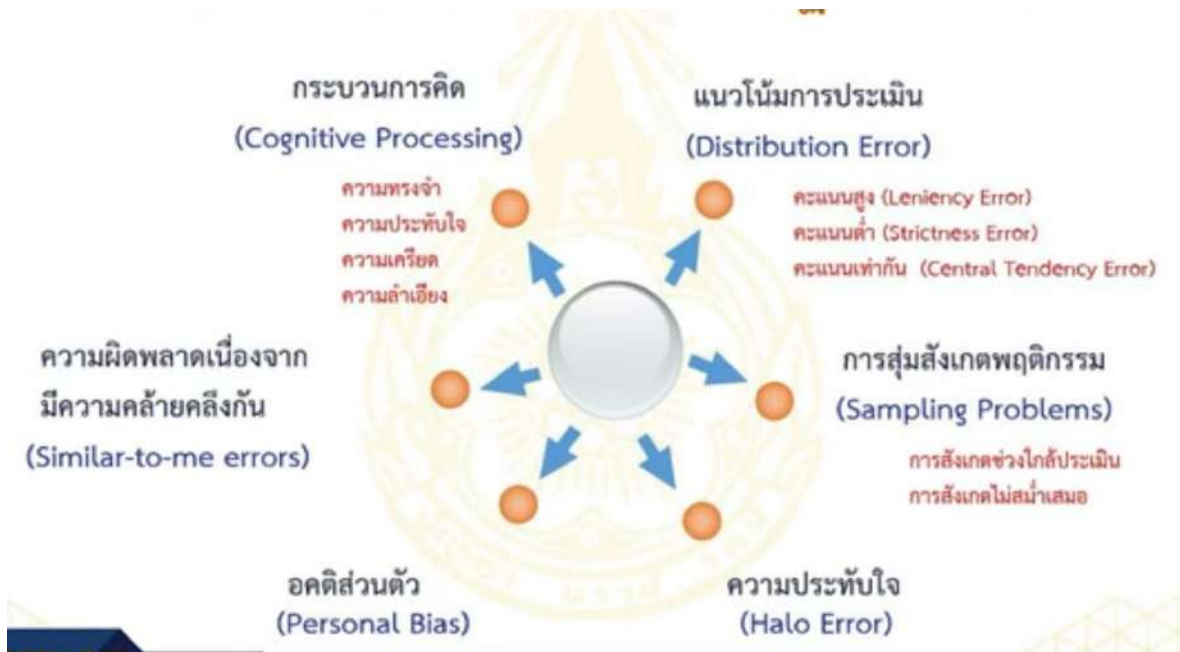 กระบวนการคิด
(Cognitive Processing)
ความทรงจำ
ความประทับใจ
ความเครียด
ความลำเอียง
แนวโน้มการประเมิน
(Distribution Error)
คะแนนสูง (Leniency Error)
คะแนนต่ำ (Strictness Error)
คะแนนเท่ากัน (Central Tendency Error)
ความผิดพลาดเนื่องจาก
มีความคล้ายคลึงกัน
(Similar-to-me errors)
การสุ่มสังเกตพฤติกรรม
(Sampling Problems)
การสังเกตช่วงใกล้ประเมิน
การสังเกตไม่สม่ำเสมอ
อคติส่วนตัว
(Personal Bias)
ความประทับใจ
(Halo Error)